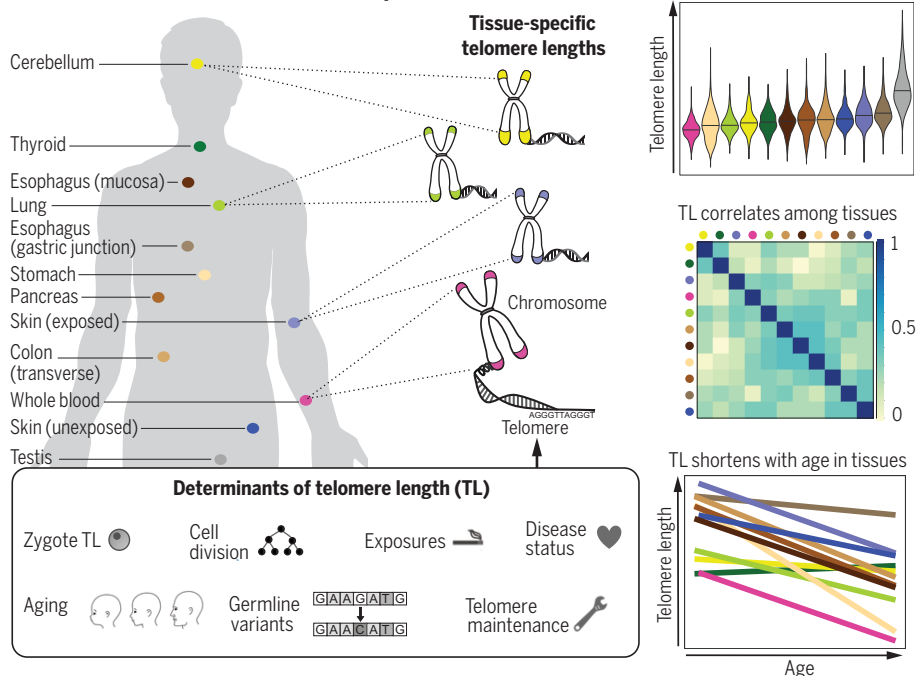 Tissue-specific
telomere lengths
Cerebellum
Thyroid
Esophagus (mucosa)
Lung
Esophagus
(gastric junction)
Stomach
Pancreas
Skin (exposed)
Colon
(transverse)
Whole blood
Skin (unexposed)
Testis
Chromosome
AGGGTTAGGGT
Telomere
Determinants of telomere length (TL)
Zygote TL
Cell
division
Exposures
Disease
status
Aging
Germline
variants
GAAGATG
GAACATG
Telomere
maintenance
Telomere length
TL correlates among tissues
1
0.5
0
TL shortens with age in tissues
Telomere length
Age